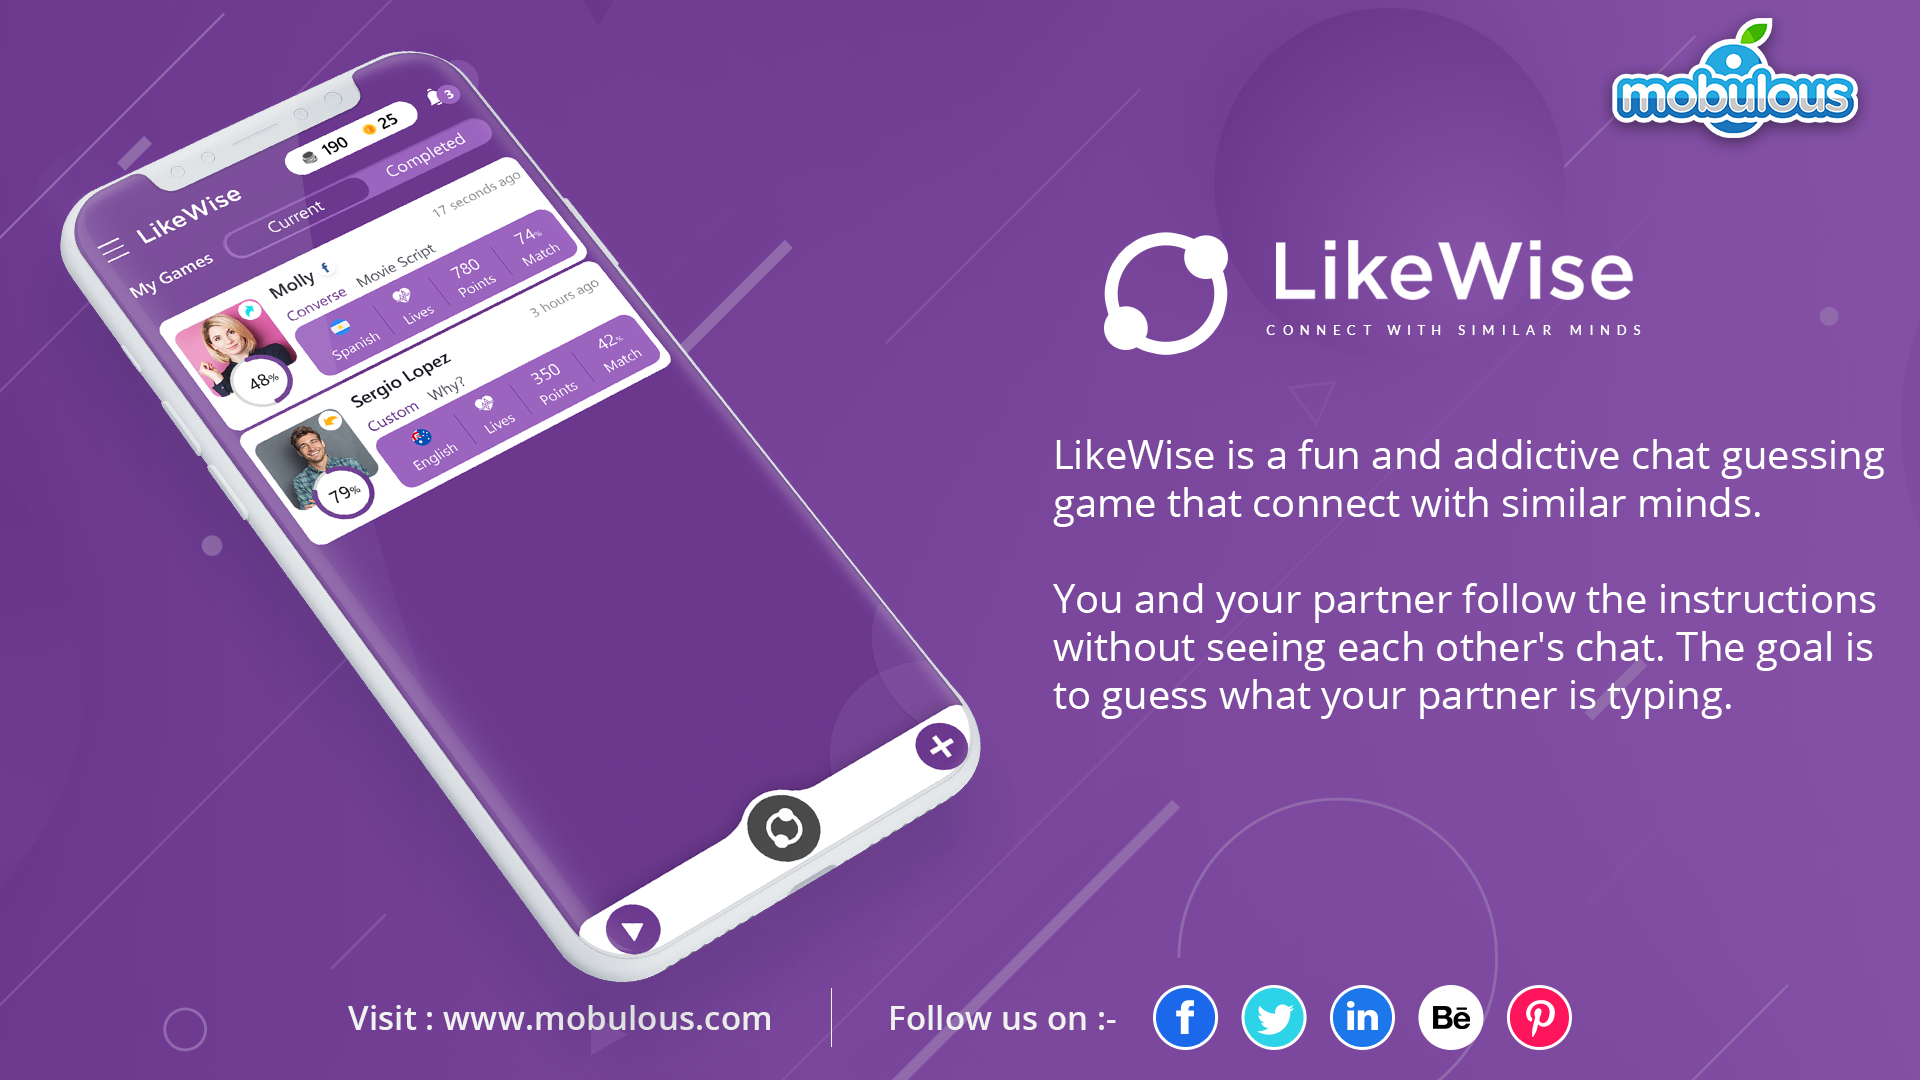 mobulous
3
190 25
LikeWise
My Games
Current
Completed
Molly
17 seconds ago
Converse Movie Script
48%
Spanish
Lives
780
Points
74%
Match
Sergio Lopez
3 hours ago
Custom Why?
79%
English
Lives
350
Points
42%
Match
LikeWise
CONNECT WITH SIMILAR MINDS
LikeWise is a fun and addictive chat guessing
game that connect with similar minds.
You and your partner follow the instructions
without seeing each other's chat. The goal is
to guess what your partner is typing.
Visit : www.mobulous.com
Follow us on :-
f
in
Bē